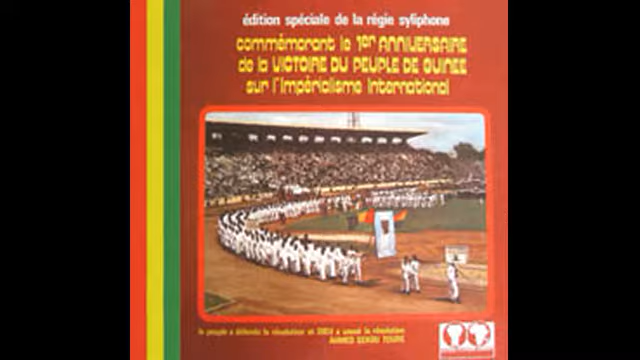 édition spéciale de la régie syliphone
commémorant le 1er ANNIVERSAIRE
de la VICTOIRE DU PEUPLE DE GUINEE
sur l'Impérialisme International
le peuple a défendu la révolution et DIEU a sauvé la révolution
AHMED SEKOU TOURE